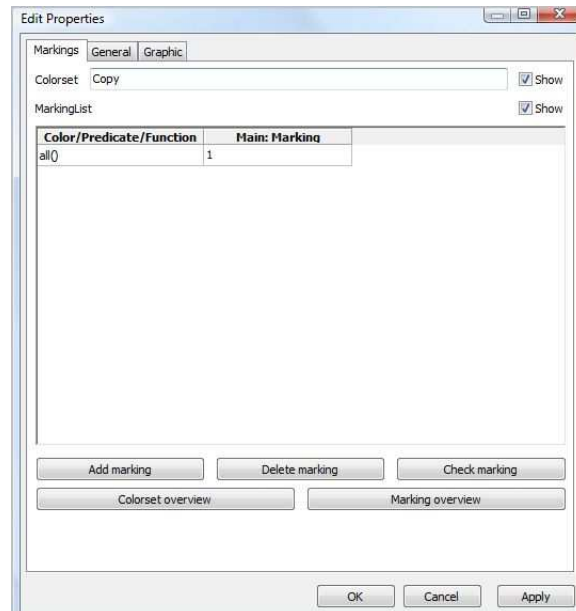 Edit Properties
Markings General Graphic
Colorset Copy Show
MarkingList Show
Color/Predicate/Function Main: Marking
all() 1
Add marking Delete marking Check marking
Colorset overview Marking overview
OK Cancel Apply